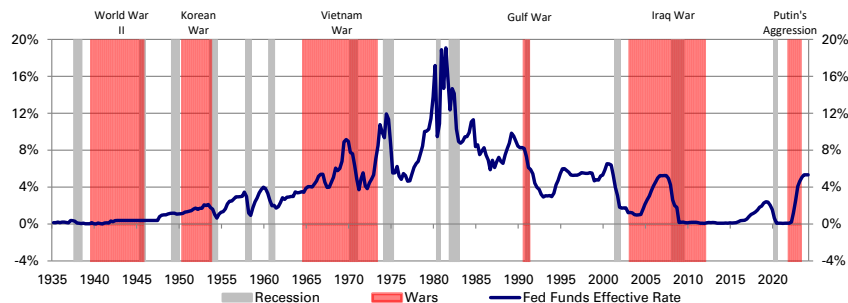 World War II
Korean War
Vietnam War
Gulf War
Iraq War
Putin's Aggression
20% 20%
16% 16%
12% 12%
8% 8%
4% 4%
0% 0%
-4% -4%
1935 1940 1945 1950 1955 1960 1965 1970 1975 1980 1985 1990 1995 2000 2005 2010 2015 2020
Recession Wars Fed Funds Effective Rate